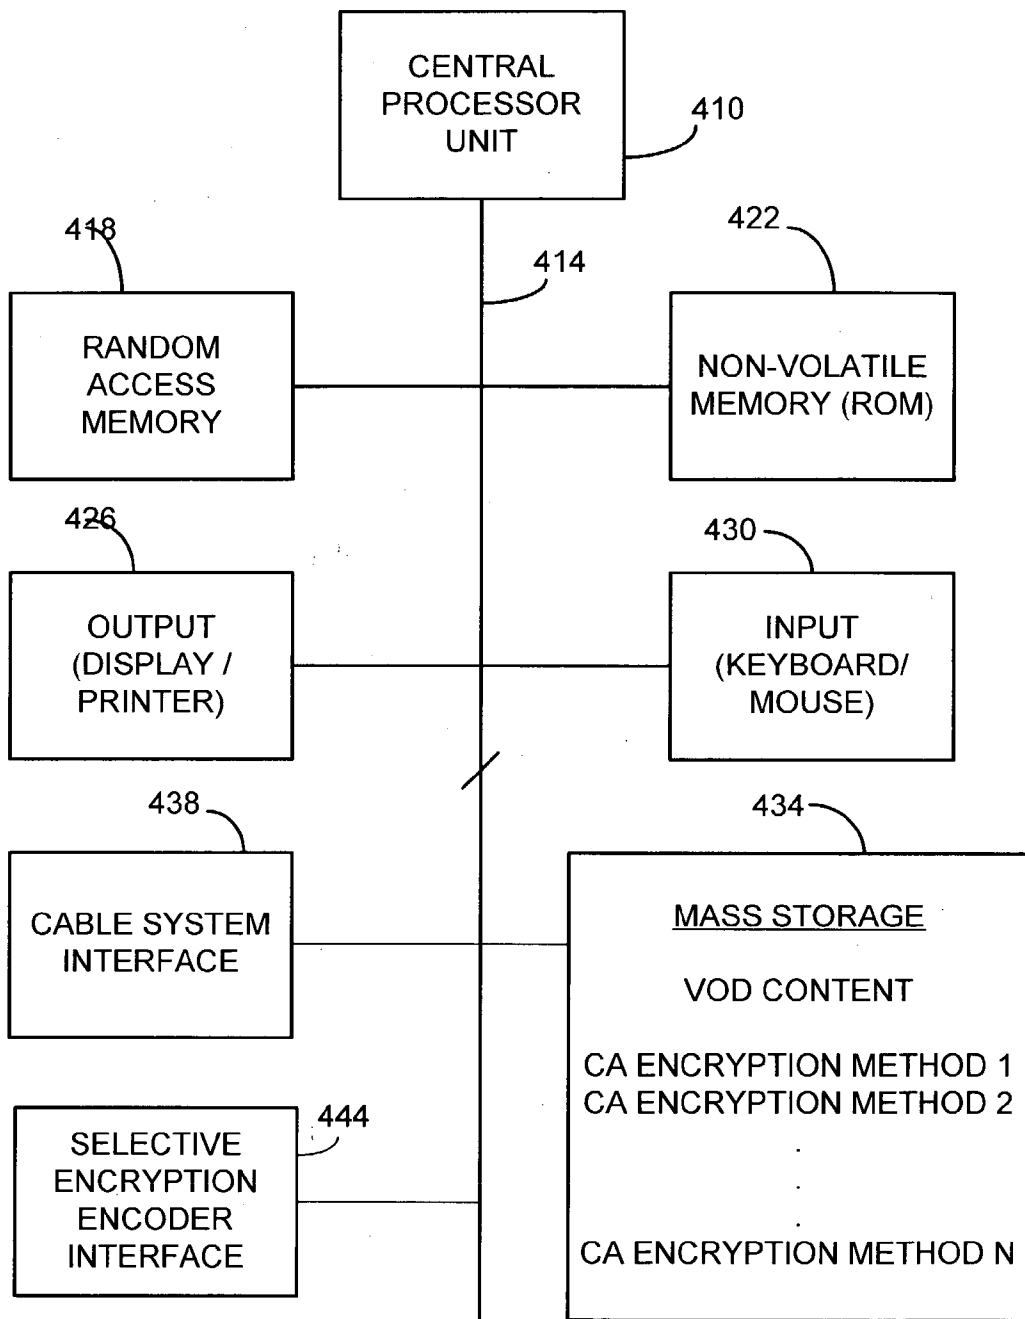 CENTRAL
PROCESSOR
UNIT
410
418
422
414
RANDOM
ACCESS
MEMORY
NON-VOLATILE
MEMORY (ROM)
426
430
OUTPUT
(DISPLAY /
PRINTER)
INPUT
(KEYBOARD/
MOUSE)
438
434
CABLE SYSTEM
INTERFACE
MASS STORAGE
VOD CONTENT
CA ENCRYPTION METHOD 1
CA ENCRYPTION METHOD 2
.
.
.
CA ENCRYPTION METHOD N
444
SELECTIVE
ENCRYPTION
ENCODER
INTERFACE